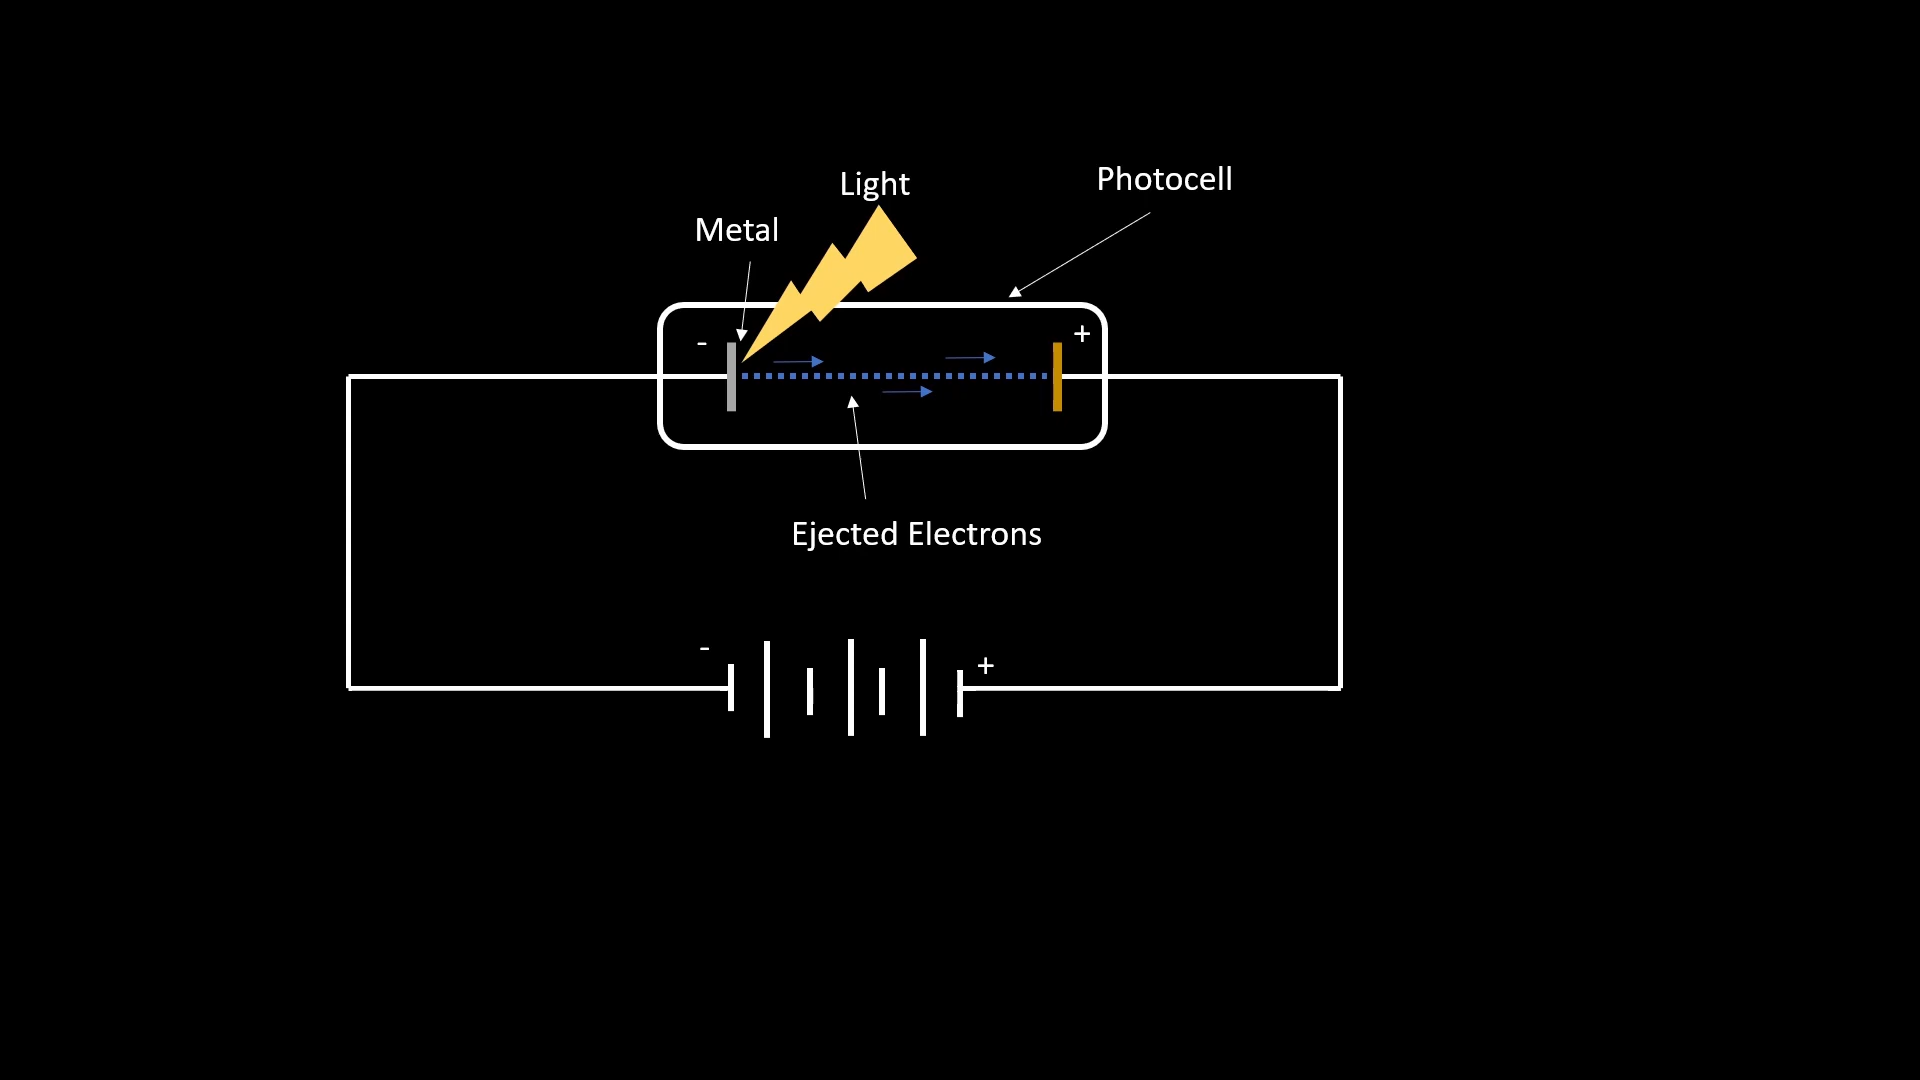 Light
Photocell
Metal
-
+
Ejected Electrons
-
+